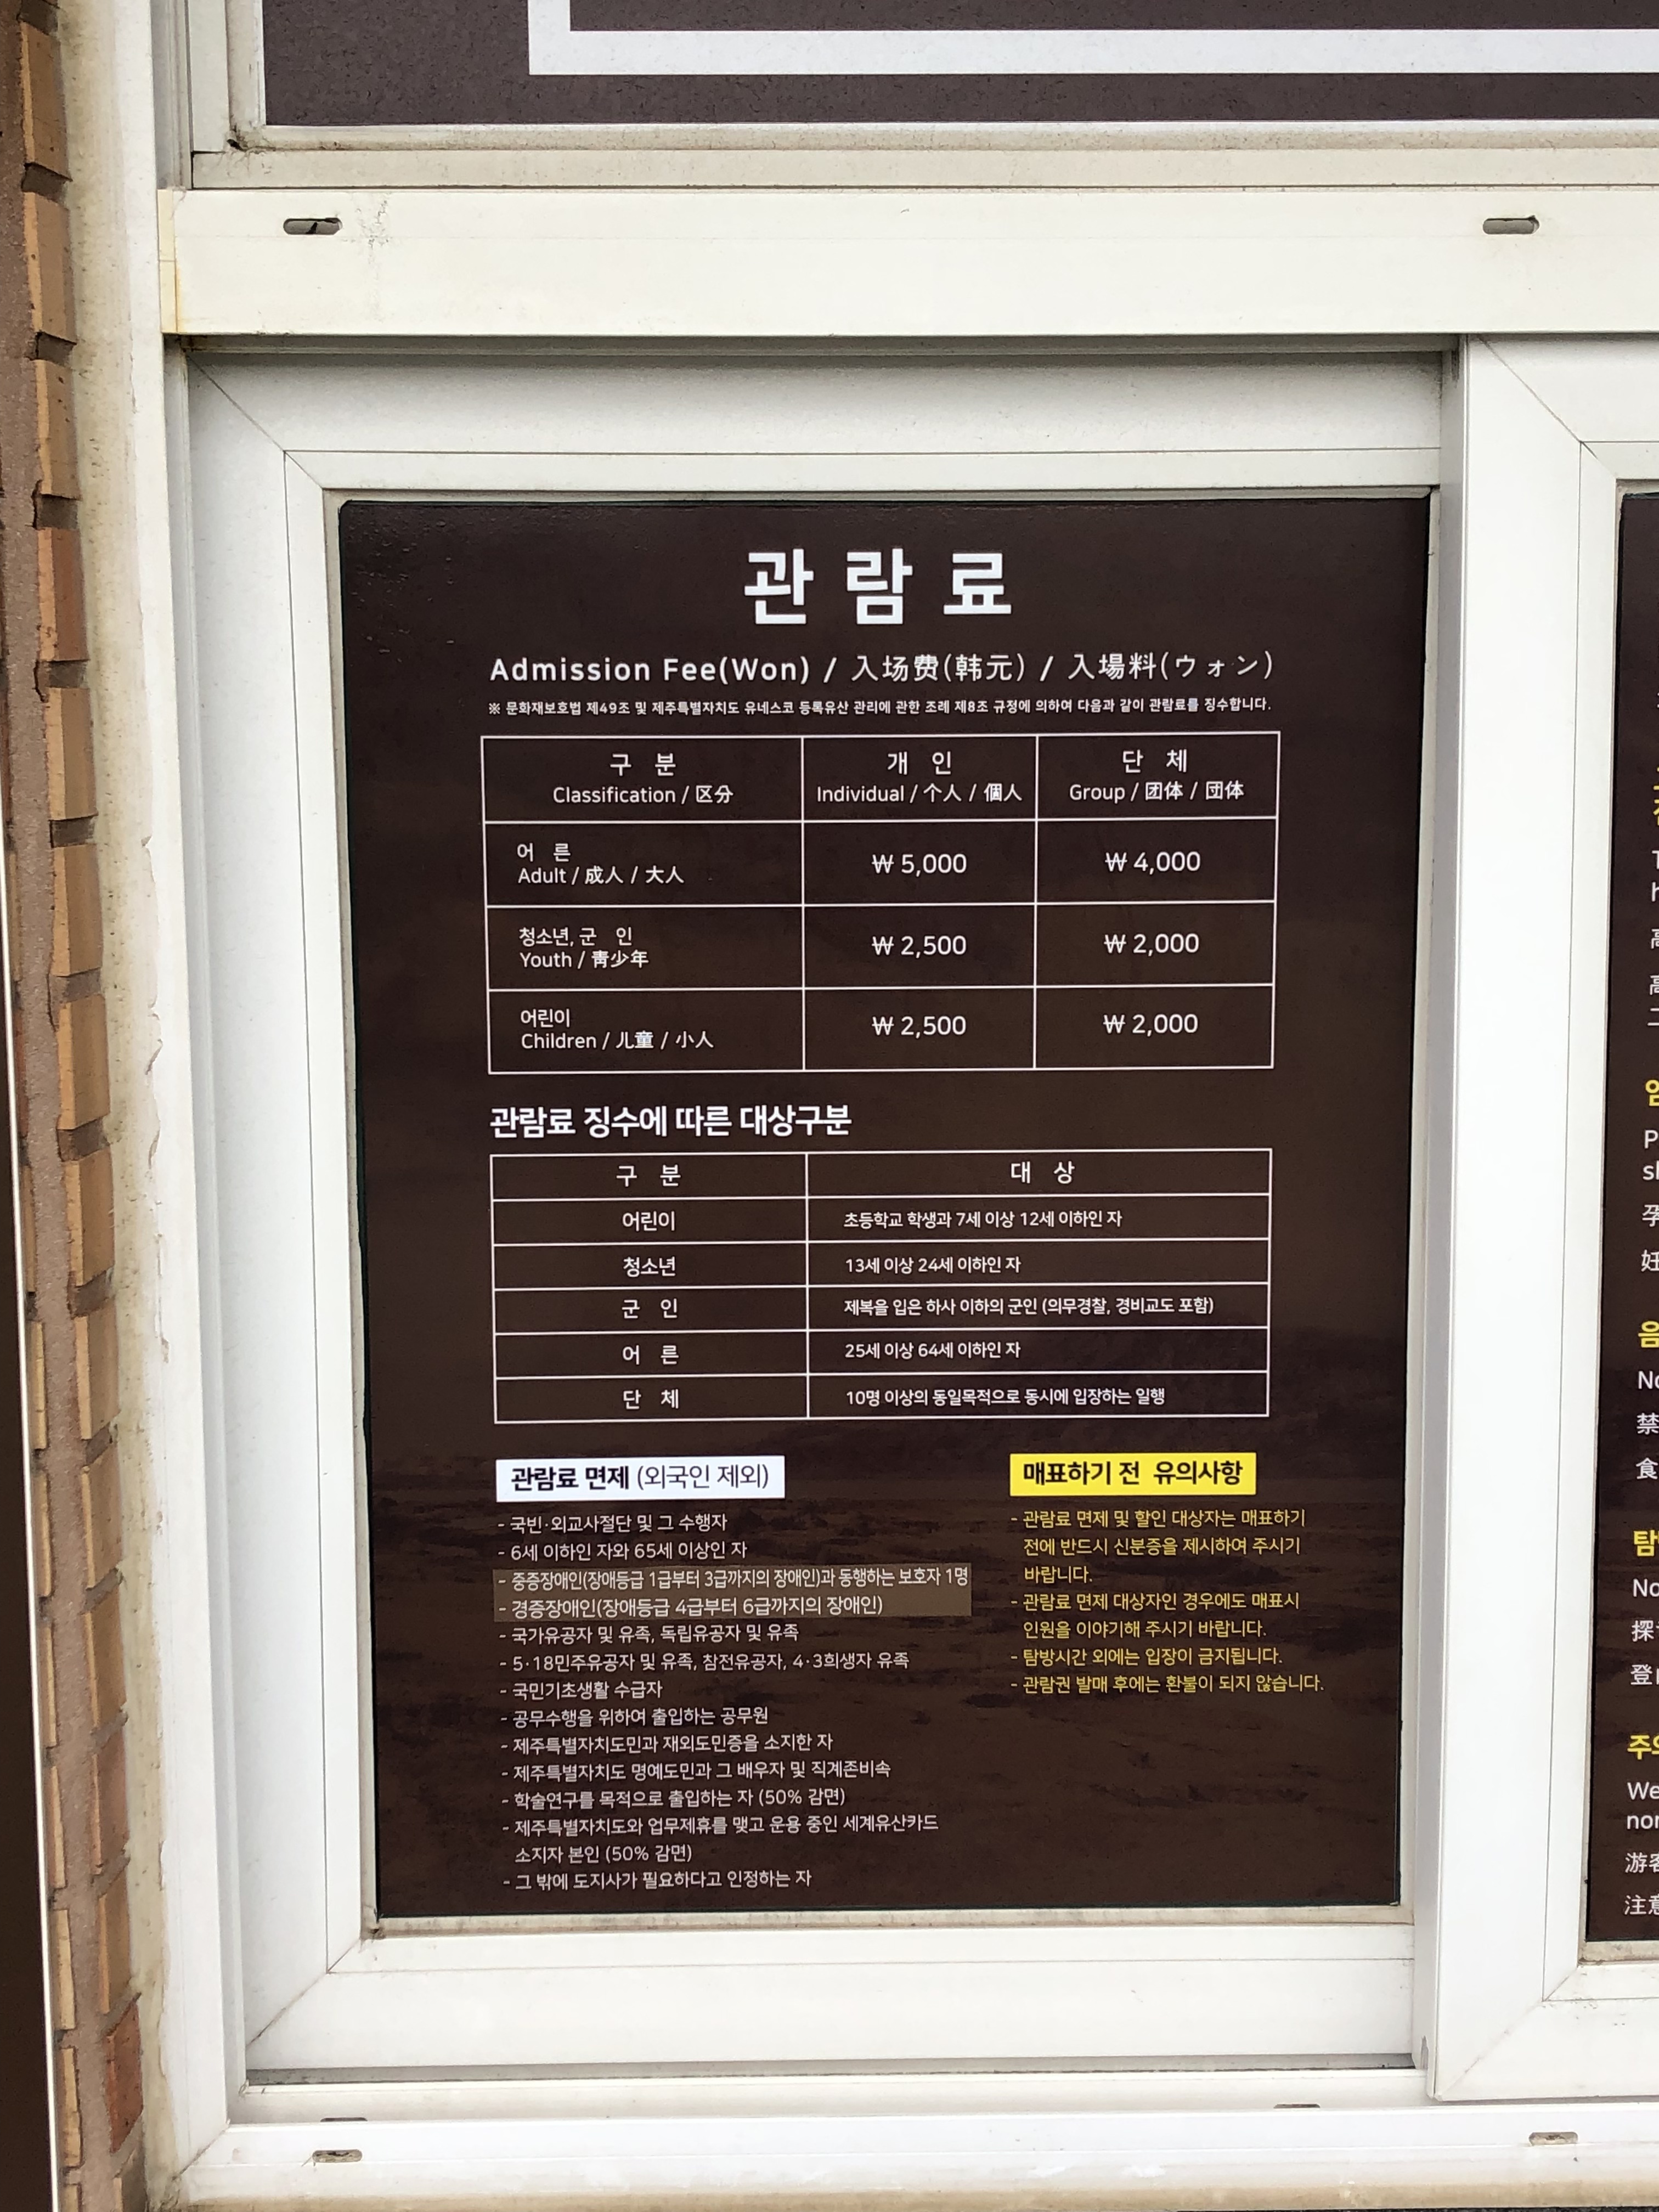 관 람 료
Admission Fee(Won) / 入场费(韩元) / 入場料(ウォン)
※ 문화재보호법 제49조 및 제주특별자치도 유네스코 등록유산 관리에 관한 조례 제8조 규정에 의하여 다음과 같이 관람료를 징수합니다.
구 분 개 인 단 체
Classification / 区分 Individual / 个人 / 個人 Group / 团体 / 団体
어 른
Adult / 成人 / 大人 ₩ 5,000 ₩ 4,000
청소년, 군 인
Youth / 靑少年 ₩ 2,500 ₩ 2,000
어린이
Children / 儿童 / 小人 ₩ 2,500 ₩ 2,000
관람료 징수에 따른 대상구분
구 분 대 상
어린이 초등학교 학생과 7세 이상 12세 이하인 자
청소년 13세 이상 24세 이하인 자
군 인 제복을 입은 하사 이하의 군인 (의무경찰, 경비교도 포함)
어 른 25세 이상 64세 이하인 자
단 체 10명 이상의 동일목적으로 동시에 입장하는 일행
관람료 면제 (외국인 제외)
- 국빈·외교사절단 및 그 수행자
- 6세 이하인 자와 65세 이상인 자
- 중증장애인(장애등급 1급부터 3급까지의 장애인)과 동행하는 보호자 1명
- 경증장애인(장애등급 4급부터 6급까지의 장애인)
- 국가유공자 및 유족, 독립유공자 및 유족
- 5·18민주유공자 및 유족, 참전유공자, 4·3희생자 유족
- 국민기초생활 수급자
- 공무수행을 위하여 출입하는 공무원
- 제주특별자치도민과 재외도민증을 소지한 자
- 제주특별자치도 명예도민과 그 배우자 및 직계존비속
- 학술연구를 목적으로 출입하는 자 (50% 감면)
- 제주특별자치도와 업무제휴를 맺고 운용 중인 세계유산카드
소지자 본인 (50% 감면)
- 그 밖에 도지사가 필요하다고 인정하는 자
매표하기 전 유의사항
- 관람료 면제 및 할인 대상자는 매표하기
전에 반드시 신분증을 제시하여 주시기
바랍니다.
- 관람료 면제 대상자인 경우에도 매표시
인원을 이야기해 주시기 바랍니다.
- 탐방시간 외에는 입장이 금지됩니다.
- 관람권 발매 후에는 환불이 되지 않습니다.
음
No
禁
食
탐
No
登
주
We
注